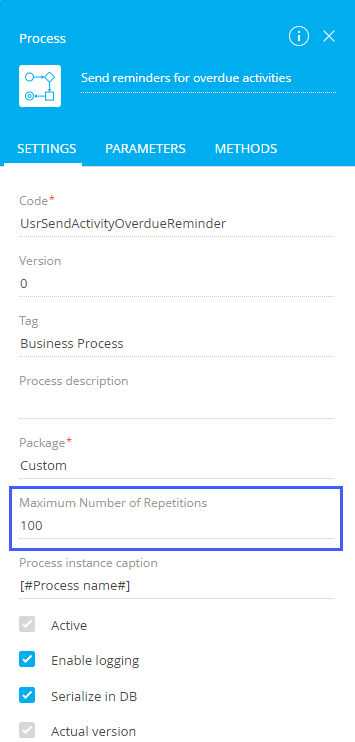 Process
Send reminders for overdue activities
SETTINGS PARAMETERS METHODS
Code*
UsrSendActivityOverdueReminder
Version
0
Tag
Business Process
Process description
Package*
Custom
Maximum Number of Repetitions
100
Process instance caption
[#Process name#]
Active
Enable logging
Serialize in DB
Actual version